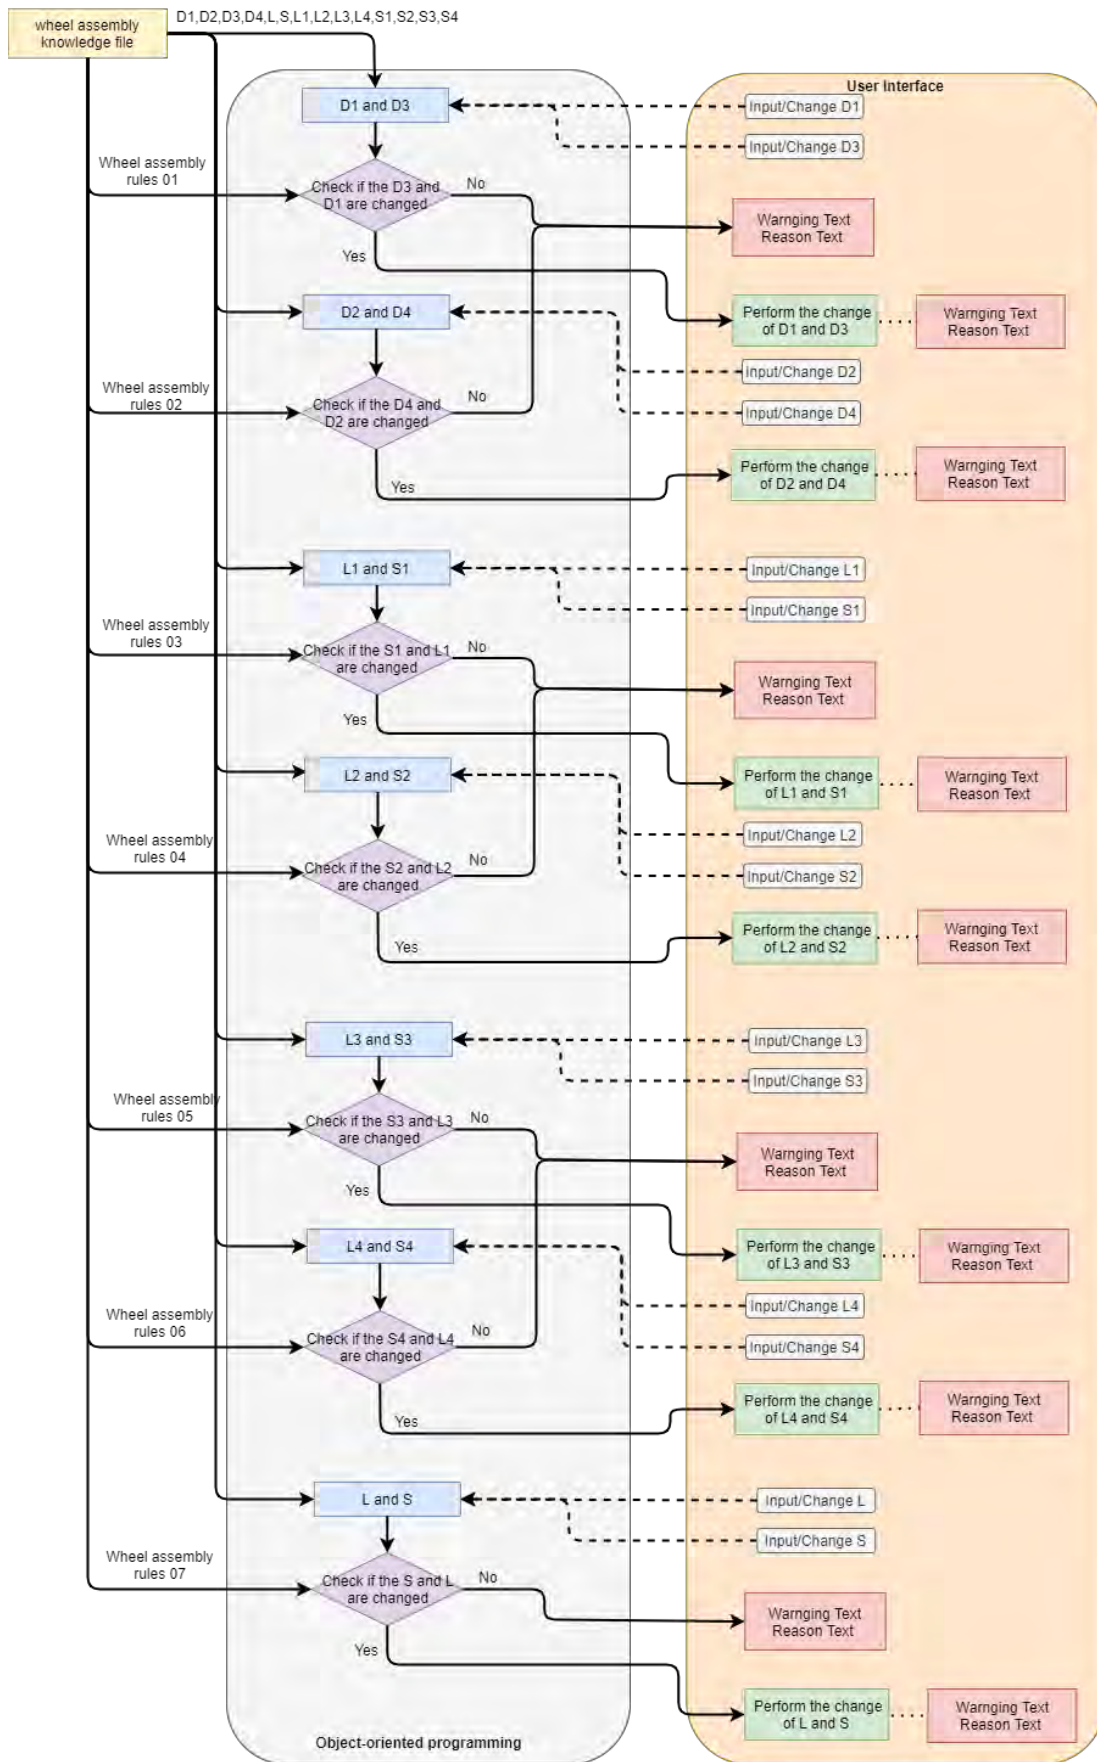 wheel assembly
knowledge file
D1,D2,D3,D4,L,S,L1,L2,L3,L4,S1,S2,S3,S4
User Interface
D1 and D3
Input/Change D1
Input/Change D3
Wheel assembly
rules 01
Check if the D3 and
D1 are changed
No
Warnging Text
Reason Text
Yes
D2 and D4
Perform the change
of D1 and D3
Warnging Text
Reason Text
Input/Change D2
Wheel assembly
rules 02
Check if the D4 and
D2 are changed
No
Input/Change D4
Yes
Perform the change
of D2 and D4
Warnging Text
Reason Text
L1 and S1
Input/Change L1
Input/Change S1
Wheel assembly
rules 03
Check if the S1 and L1
are changed
No
Warnging Text
Reason Text
Yes
L2 and S2
Perform the change
of L1 and S1
Warnging Text
Reason Text
Input/Change L2
Wheel assembly
rules 04
Check if the S2 and L2
are changed
No
Input/Change S2
Yes
Perform the change
of L2 and S2
Warnging Text
Reason Text
L3 and S3
Input/Change L3
Input/Change S3
Wheel assembly
rules 05
Check if the S3 and L3
are changed
No
Warnging Text
Reason Text
Yes
L4 and S4
Perform the change
of L3 and S3
Warnging Text
Reason Text
Input/Change L4
Wheel assembly
rules 06
Check if the S4 and L4
are changed
No
Input/Change S4
Yes
Perform the change
of L4 and S4
Warnging Text
Reason Text
L and S
Input/Change L
Input/Change S
Wheel assembly
rules 07
Check if the S and L
are changed
No
Warnging Text
Reason Text
Yes
Perform the change
of L and S
Warnging Text
Reason Text
Object-oriented programming